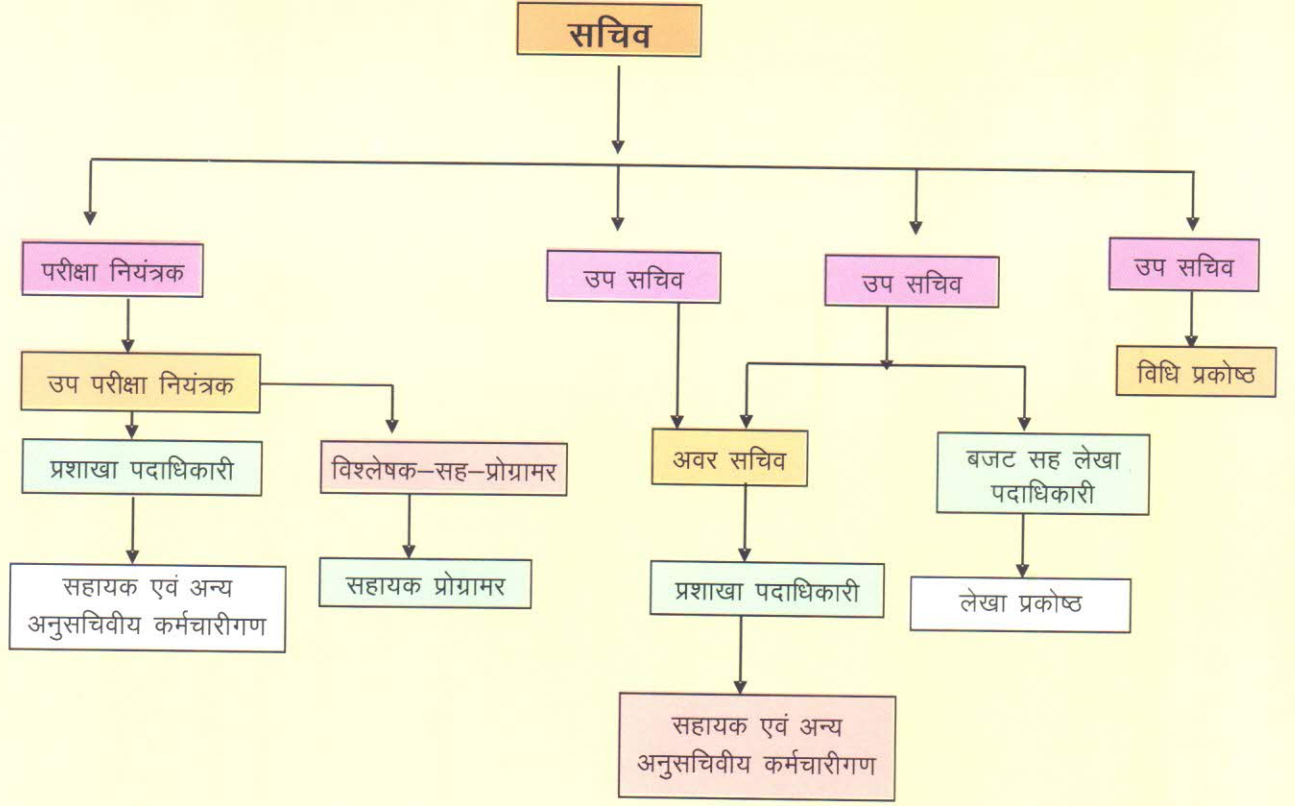 सचिव
परीक्षा नियंत्रक
उप सचिव
उप सचिव
उप सचिव
उप परीक्षा नियंत्रक
विधि प्रकोष्ठ
प्रशाखा पदाधिकारी
विश्लेषक–सह–प्रोग्रामर
अवर सचिव
बजट सह लेखा
पदाधिकारी
सहायक एवं अन्य
अनुसचिवीय कर्मचारीगण
सहायक प्रोग्रामर
प्रशाखा पदाधिकारी
लेखा प्रकोष्ठ
सहायक एवं अन्य
अनुसचिवीय कर्मचारीगण